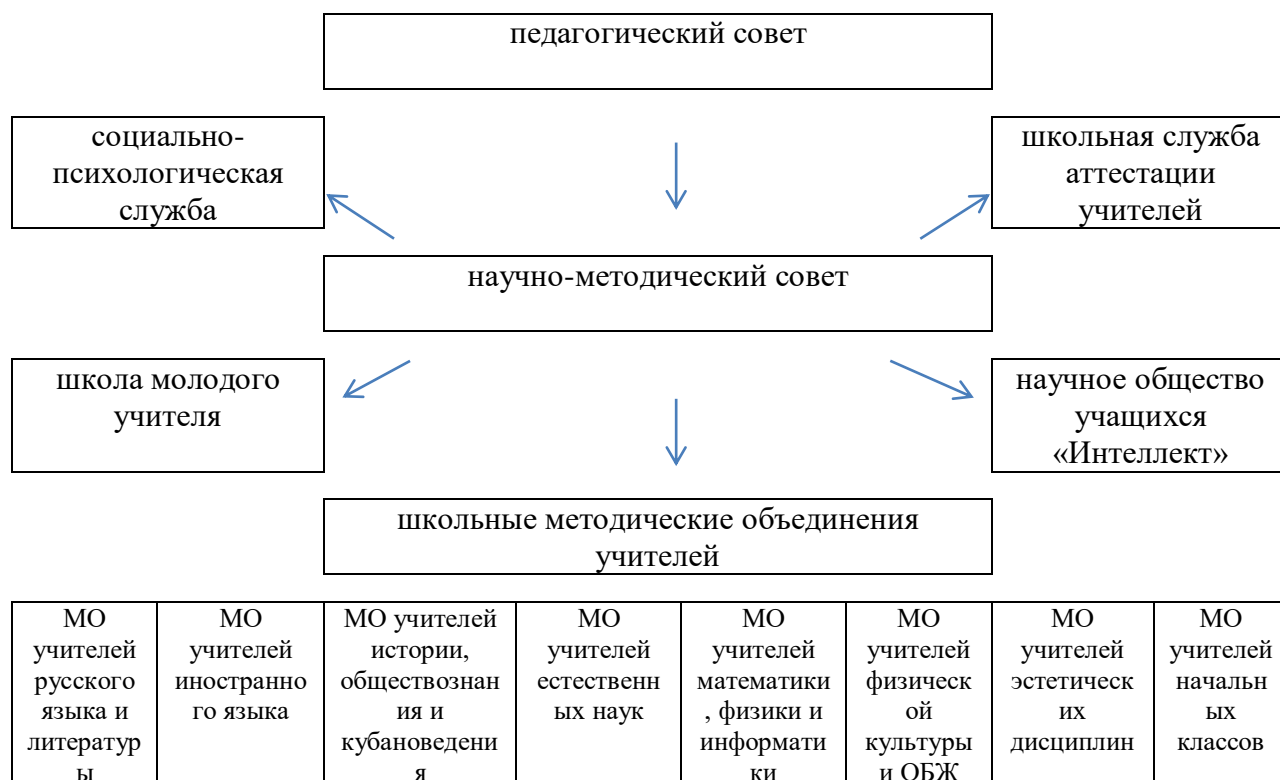 педагогический совет
социально-
психологическая
служба
школьная служба
аттестации
учителей
научно-методический совет
школа молодого
учителя
научное общество
учащихся
«Интеллект»
школьные методические объединения
учителей
МО
учителей
русского
языка и
литератур
ы
МО
учителей
иностранно
го языка
МО учителей
истории,
обществознан
ия и
кубановедени
я
МО
учителей
естественн
ых наук
МО
учителей
математики
, физики и
информати
ки
МО
учителей
физическ
ой
культуры
и ОБЖ
МО
учителей
эстетическ
их
дисциплин
МО
учителей
начальн
ых
классов